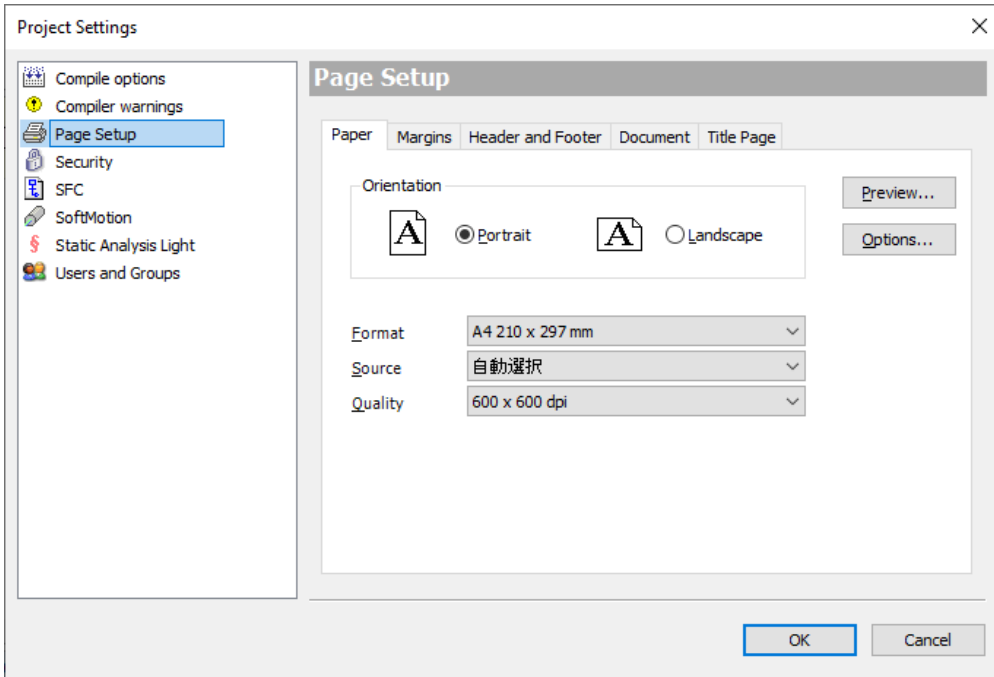 Project Settings
Compile options
Compiler warnings
Page Setup
Security
SFC
SoftMotion
Static Analysis Light
Users and Groups
Page Setup
Paper Margins Header and Footer Document Title Page
Orientation
A Portrait A Landscape
Preview...
Options...
Format A4 210 x 297 mm
Source 自動選択
Quality 600 x 600 dpi
OK Cancel